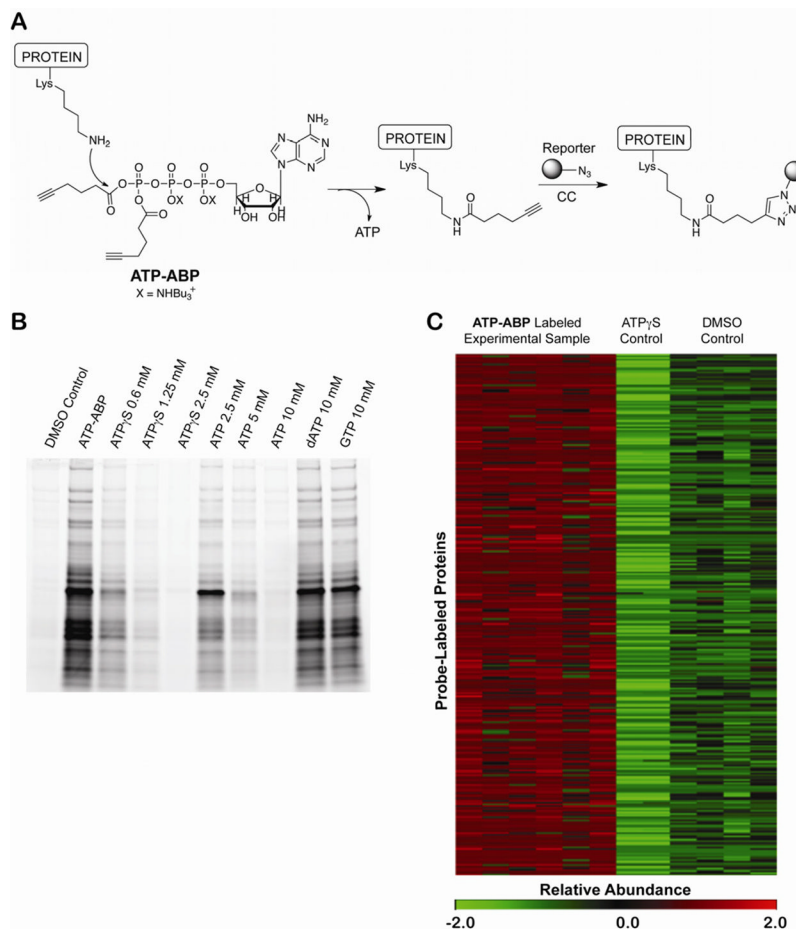 A
PROTEIN
Lys
NH2
NH2
N
N
N
N
O
O
O
O
O
P
O
P
O
P
O
O
OX
OX
O
O
OH
OH
H
H
H
H
ATP-ABP
X = NHBu3+
ATP
PROTEIN
Lys
N
H
O
Reporter
N3
CC
PROTEIN
Lys
N
H
O
N
N
N
B
DMSO Control
ATP-ABP
ATPγS 0.6 mM
ATPγS 1.25 mM
ATPγS 2.5 mM
ATP 2.5 mM
ATP 5 mM
ATP 10 mM
dATP 10 mM
GTP 10 mM
C
ATP-ABP Labeled
Experimental Sample
ATPγS
Control
DMSO
Control
Probe-Labeled Proteins
Relative Abundance
-2.0 0.0 2.0